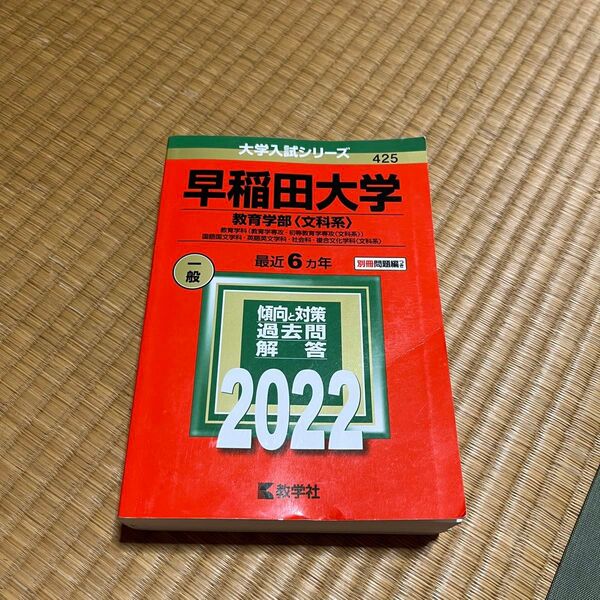 大学入試シリーズ
425
早稲田大学
教育学部〈文科系〉
教育学科〈教育学専攻・初等教育学専攻〈文科系〉〉
国語国文学科・英語英文学科・社会科・複合文化学科〈文科系〉
一般
最近6カ年
別冊問題編つき
傾向と対策
過去問
解答
2022
教学社